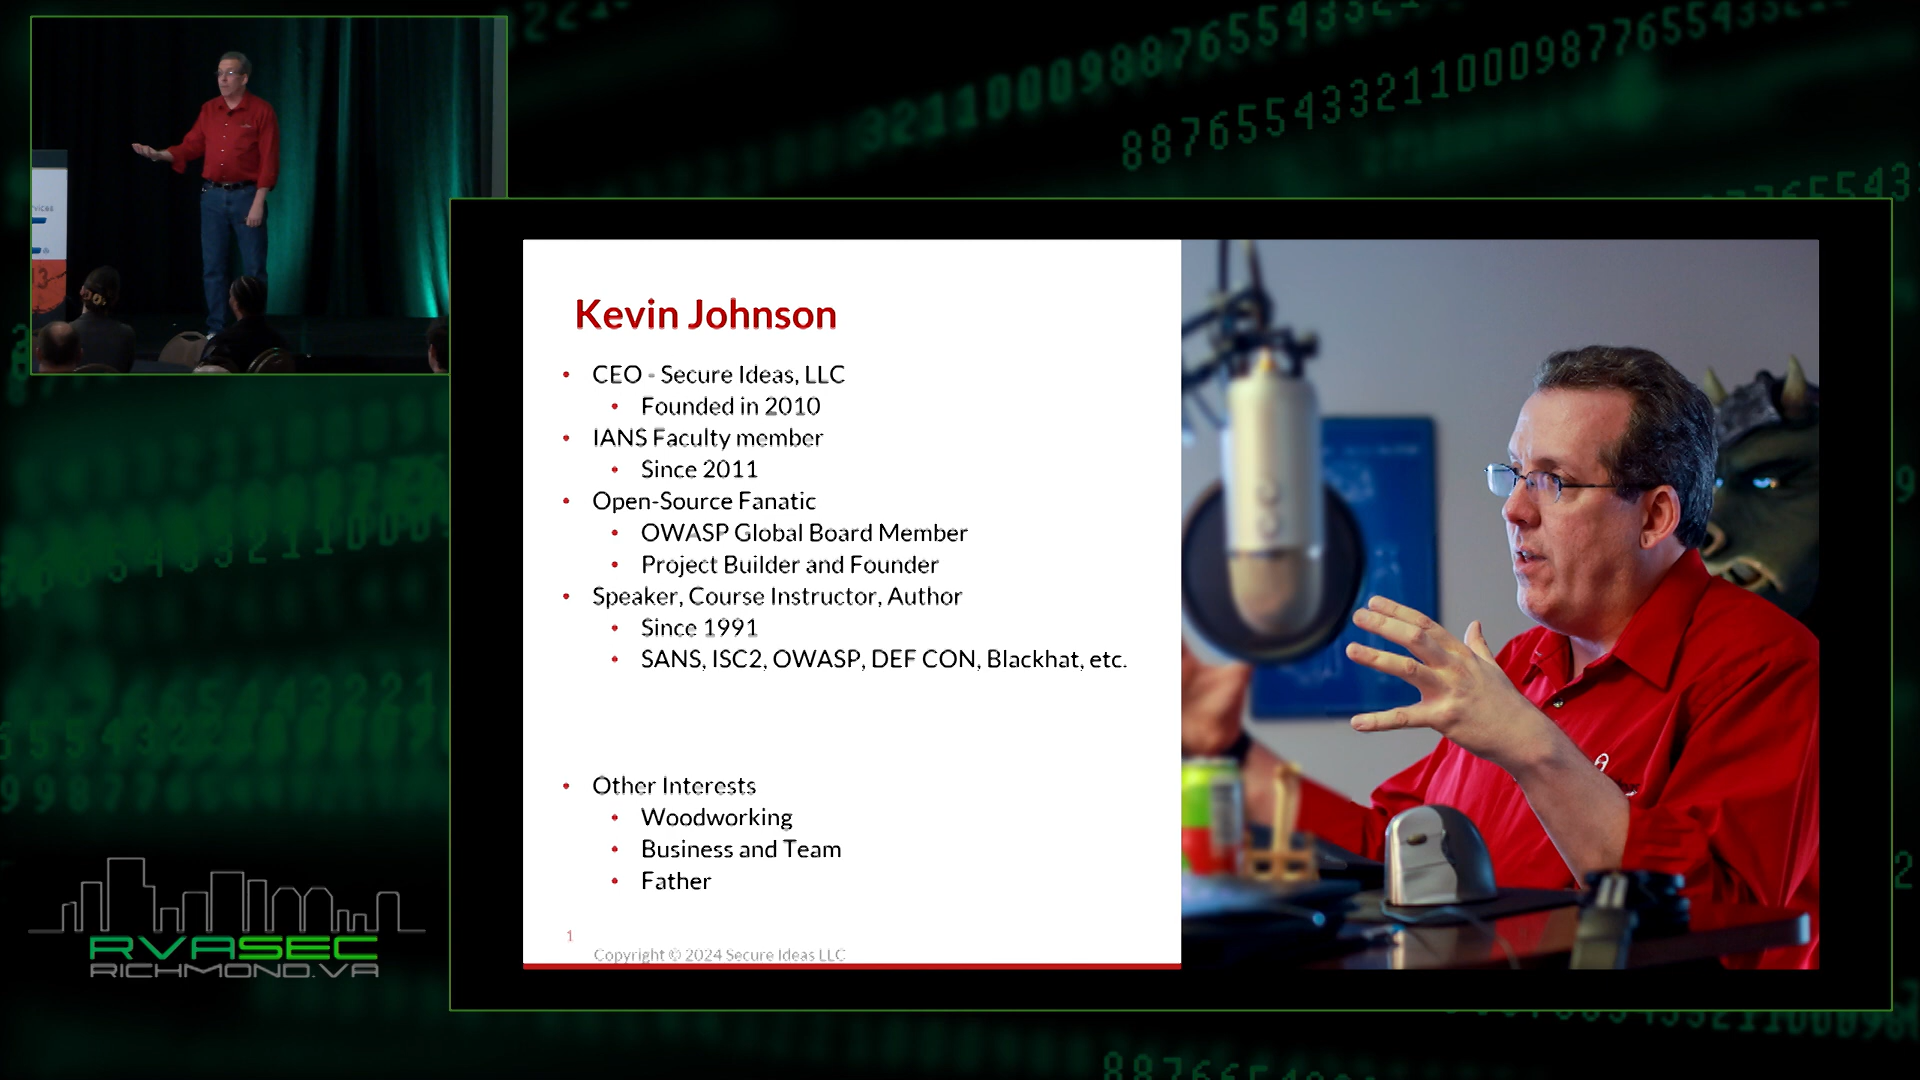 Kevin Johnson
CEO - Secure Ideas, LLC
Founded in 2010
IANS Faculty member
Since 2011
Open-Source Fanatic
OWASP Global Board Member
Project Builder and Founder
Speaker, Course Instructor, Author
Since 1991
SANS, ISC2, OWASP, DEF CON, Blackhat, etc.
Other Interests
Woodworking
Business and Team
Father
1
Copyright © 2024 Secure Ideas LLC
RVASEC
RICHMOND.VA
88765543321100098776554